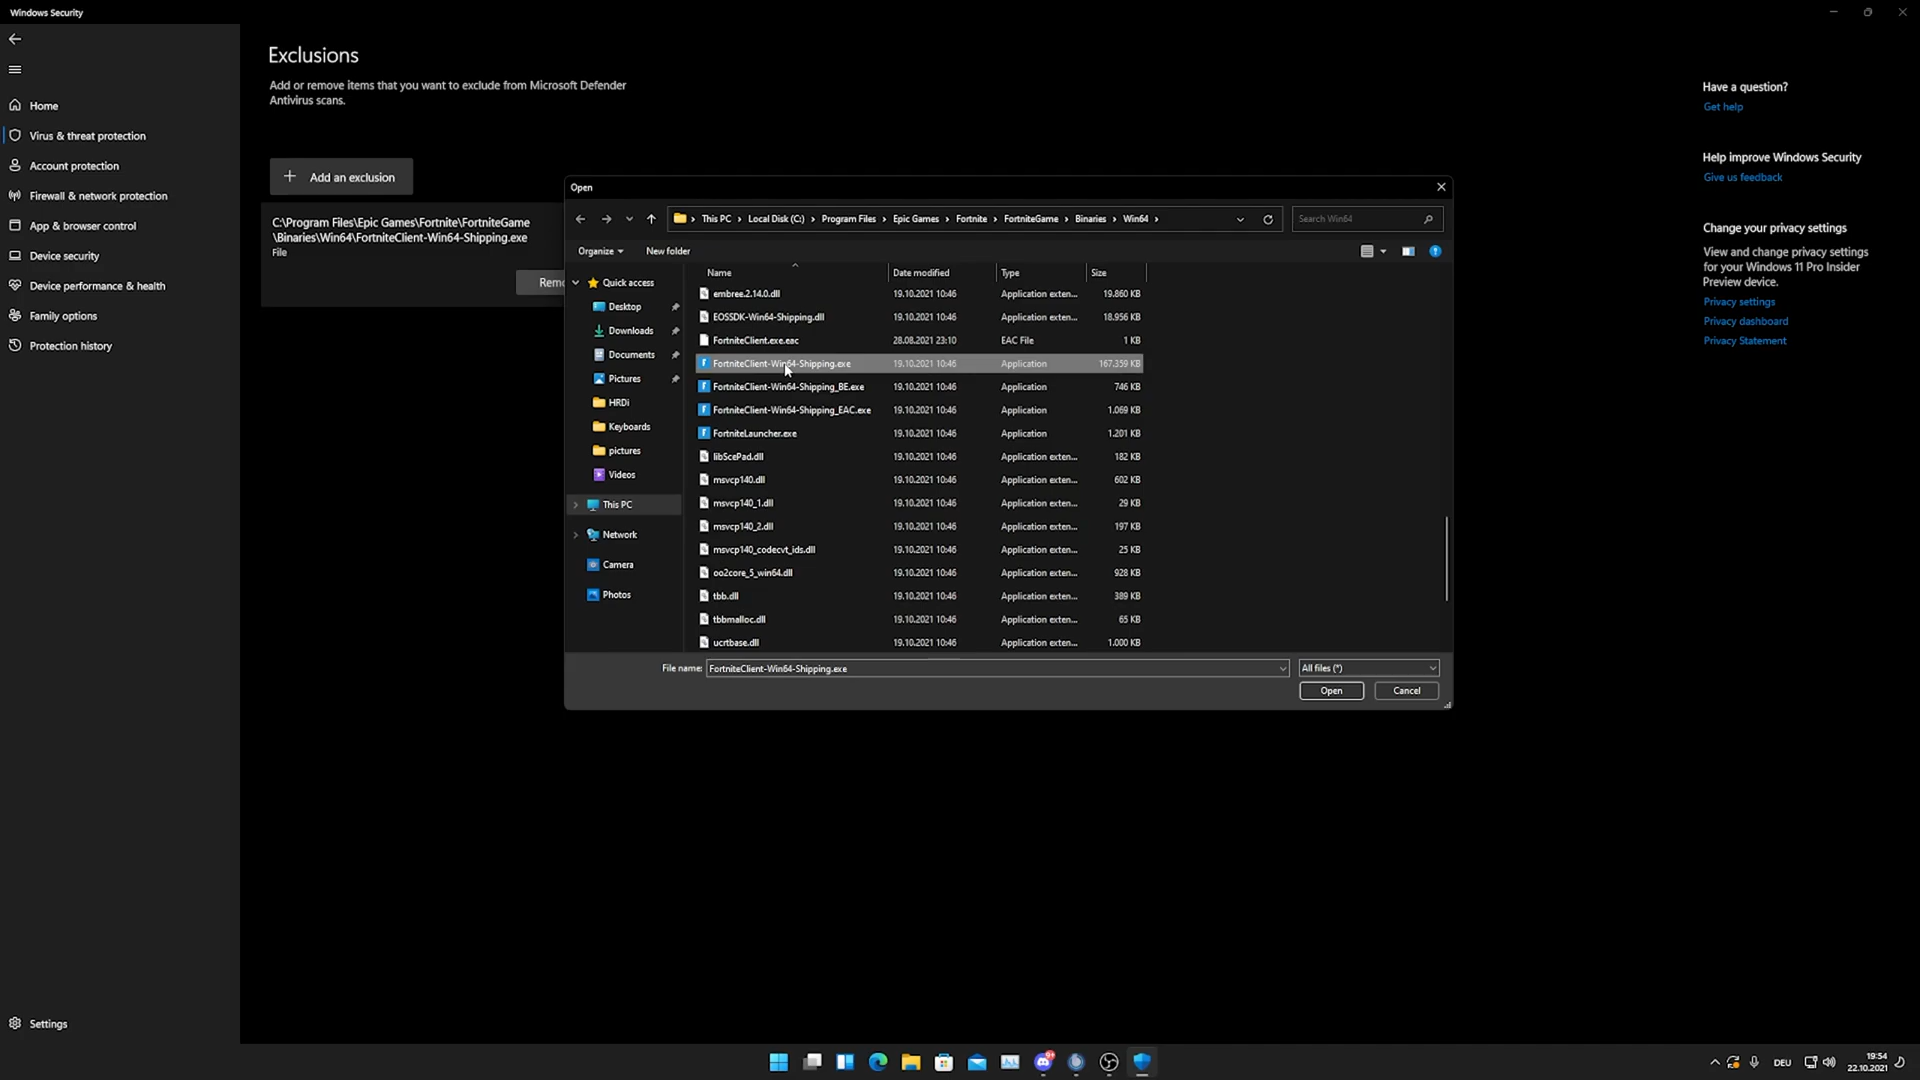 Windows Security
Home
Virus & threat protection
Account protection
Firewall & network protection
App & browser control
Device security
Device performance & health
Family options
Protection history
Settings
Exclusions
Add or remove items that you want to exclude from Microsoft Defender
Antivirus scans.
Add an exclusion
C:\Program Files\Epic Games\Fortnite\FortniteGame
\Binaries\Win64\FortniteClient-Win64-Shipping.exe
File
Remo
Open
This PC > Local Disk (C:) > Program Files > Epic Games > Fortnite > FortniteGame > Binaries > Win64 >
Search Win64
Organize
New folder
Quick access
Desktop
Downloads
Documents
Pictures
HRDi
Keyboards
pictures
Videos
This PC
Network
Camera
Photos
Name Date modified Type Size
embree.2.14.0.dll 19.10.2021 10:46 Application exten... 19.860 KB
EOSSDK-Win64-Shipping.dll 19.10.2021 10:46 Application exten... 18.956 KB
FortniteClient.exe.eac 28.08.2021 23:10 EAC File 1 KB
FortniteClient-Win64-Shipping.exe 19.10.2021 10:46 Application 167.359 KB
FortniteClient-Win64-Shipping_BE.exe 19.10.2021 10:46 Application 746 KB
FortniteClient-Win64-Shipping_EAC.exe 19.10.2021 10:46 Application 1.069 KB
FortniteLauncher.exe 19.10.2021 10:46 Application 1.201 KB
libScePad.dll 19.10.2021 10:46 Application exten... 182 KB
msvcp140.dll 19.10.2021 10:46 Application exten... 602 KB
msvcp140_1.dll 19.10.2021 10:46 Application exten... 29 KB
msvcp140_2.dll 19.10.2021 10:46 Application exten... 197 KB
msvcp140_codecvt_ids.dll 19.10.2021 10:46 Application exten... 25 KB
oo2core_5_win64.dll 19.10.2021 10:46 Application exten... 928 KB
tbb.dll 19.10.2021 10:46 Application exten... 389 KB
tbbmalloc.dll 19.10.2021 10:46 Application exten... 65 KB
ucrtbase.dll 19.10.2021 10:46 Application exten... 1.000 KB
File name: FortniteClient-Win64-Shipping.exe
All files (*)
Open
Cancel
Have a question?
Get help
Help improve Windows Security
Give us feedback
Change your privacy settings
View and change privacy settings
for your Windows 11 Pro Insider
Preview device.
Privacy settings
Privacy dashboard
Privacy Statement
DEU
19:54
22.10.2021